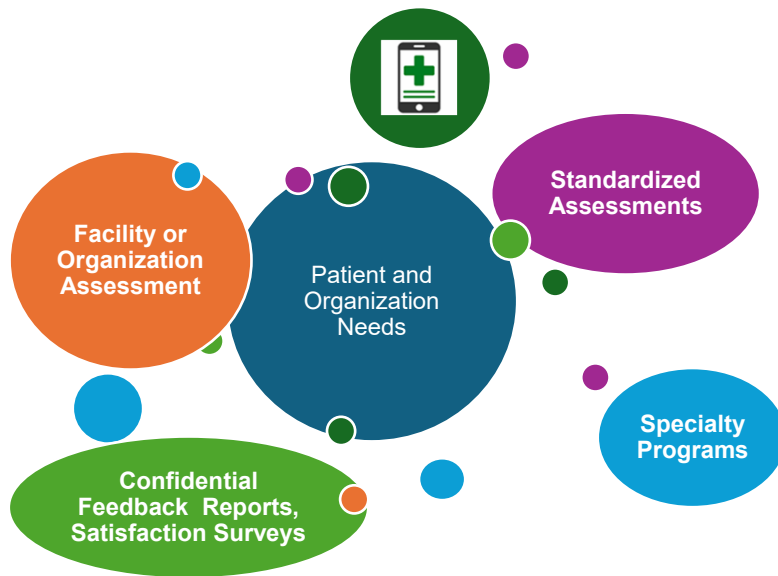 Standardized
Assessments
Facility or
Organization
Assessment
Patient and
Organization
Needs
Specialty
Programs
Confidential
Feedback Reports,
Satisfaction Surveys